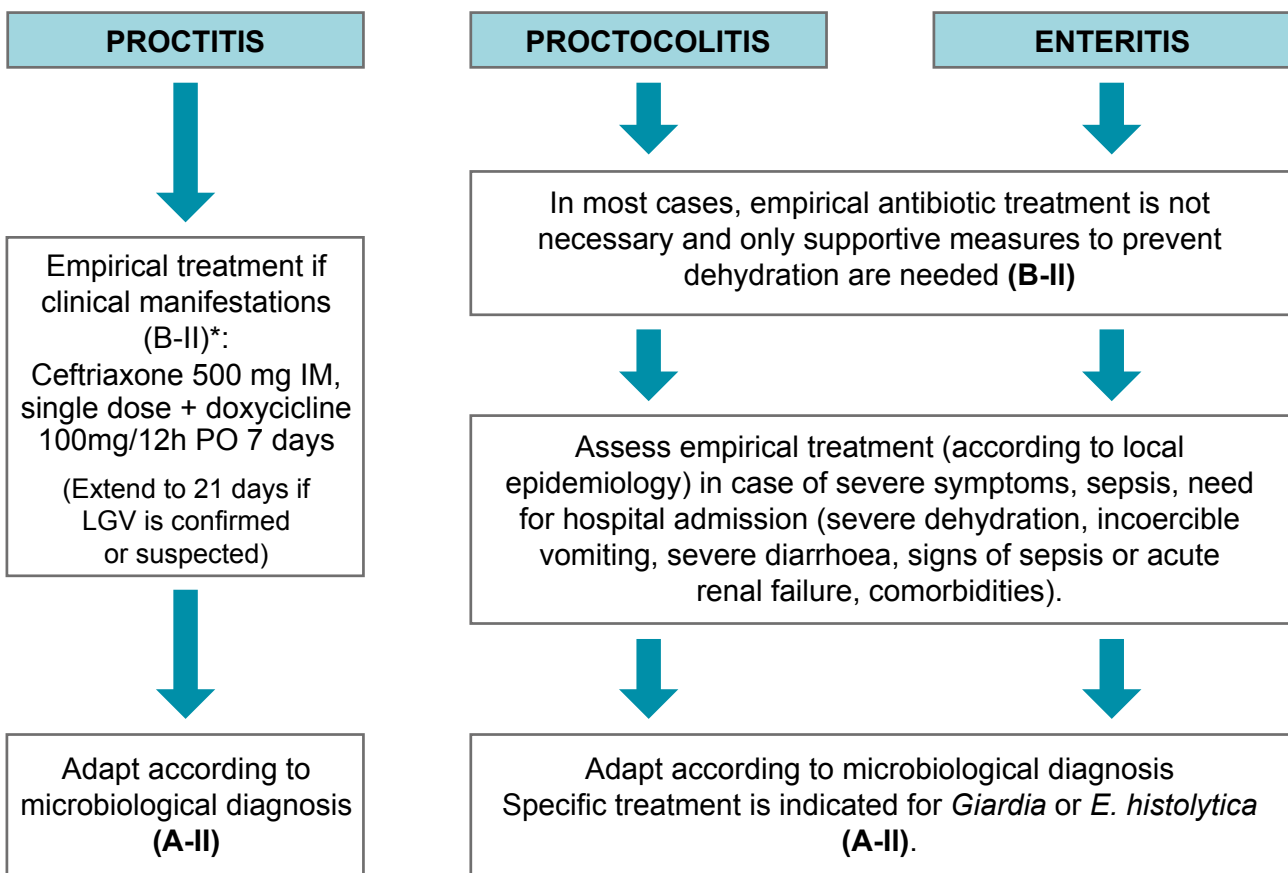 PROCTITIS
PROCTOCOLITIS
ENTERITIS
Empirical treatment if
clinical manifestations
(B-II)*:
Ceftriaxone 500 mg IM,
single dose + doxycicline
100mg/12h PO 7 days
(Extend to 21 days if
LGV is confirmed
or suspected)
Adapt according to
microbiological diagnosis
(A-II)
In most cases, empirical antibiotic treatment is not
necessary and only supportive measures to prevent
dehydration are needed (B-II)
Assess empirical treatment (according to local
epidemiology) in case of severe symptoms, sepsis, need
for hospital admission (severe dehydration, incoercible
vomiting, severe diarrhoea, signs of sepsis or acute
renal failure, comorbidities).
Adapt according to microbiological diagnosis
Specific treatment is indicated for Giardia or E. histolytica
(A-II).